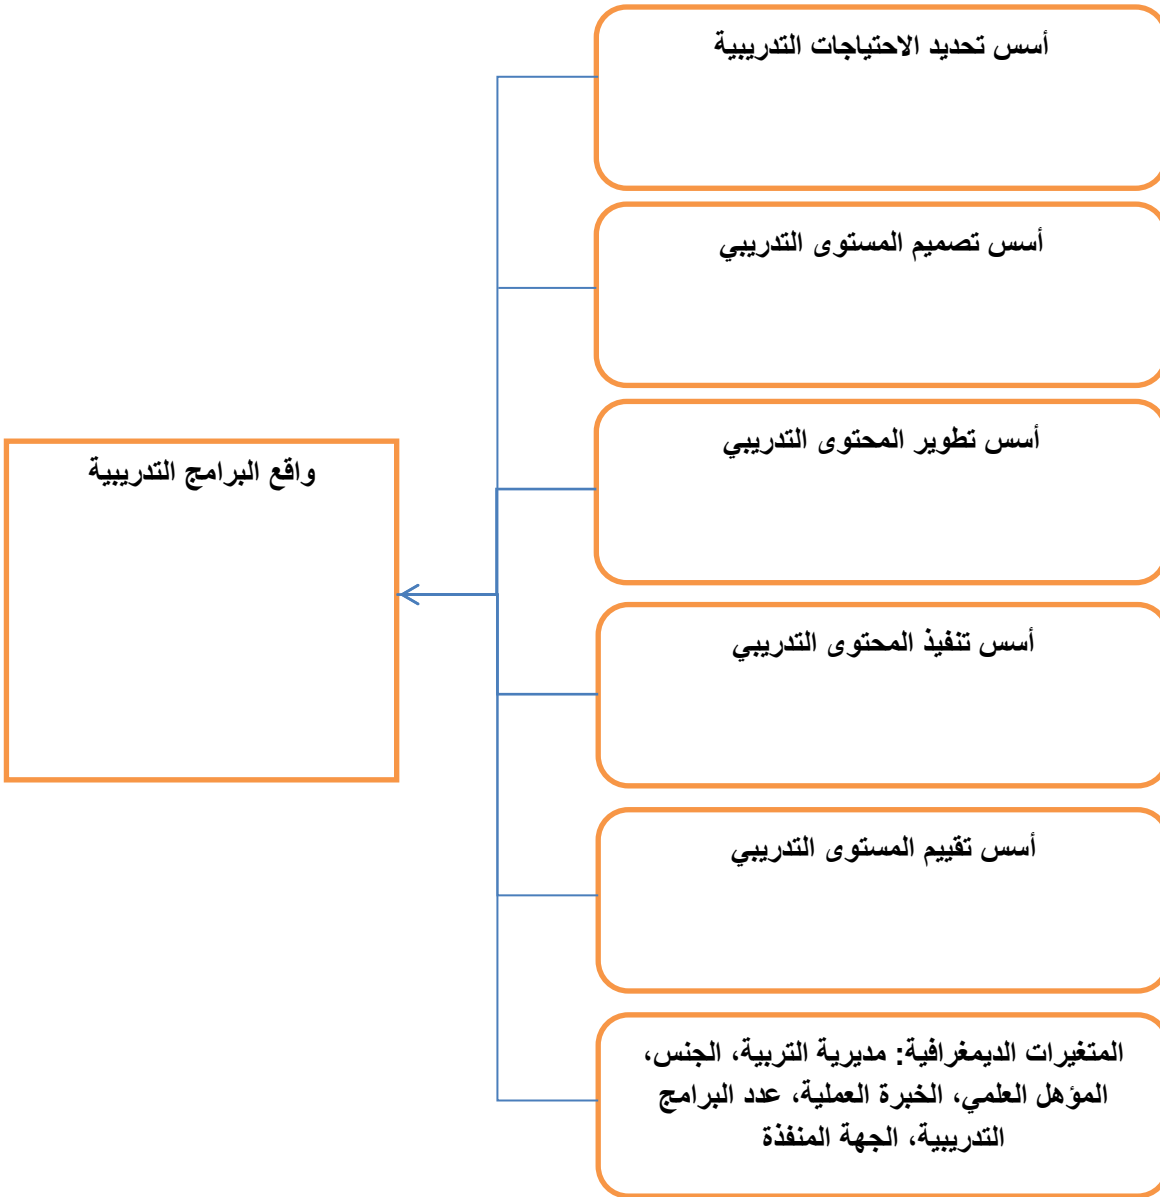 أسس تحديد الاحتياجات التدريبية
أسس تصميم المستوى التدريبي
أسس تطوير المحتوى التدريبي
واقع البرامج التدريبية
أسس تنفيذ المحتوى التدريبي
أسس تقييم المستوى التدريبي
المتغيرات الديمغرافية: مديرية التربية، الجنس،
المؤهل العلمي، الخبرة العملية، عدد البرامج
التدريبية، الجهة المنفذة